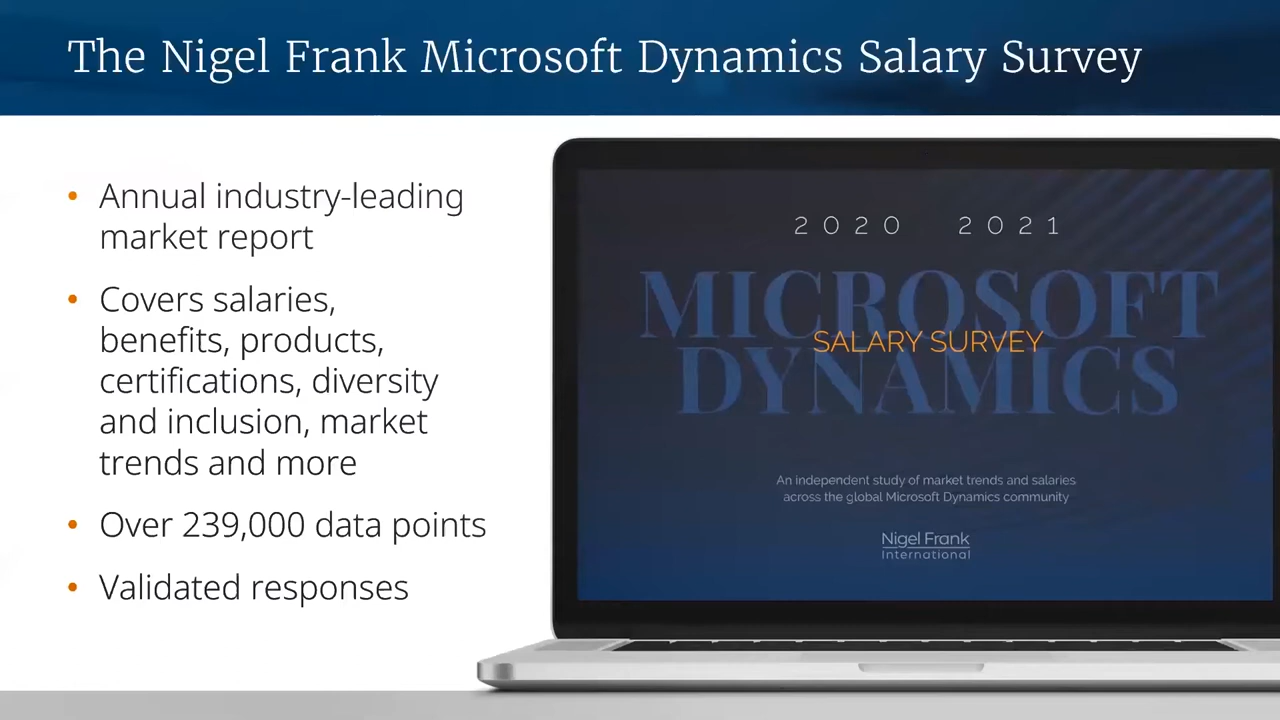 The Nigel Frank Microsoft Dynamics Salary Survey
• Annual industry-leading
market report
• Covers salaries,
benefits, products,
certifications, diversity
and inclusion, market
trends and more
• Over 239,000 data points
• Validated responses
2020 2021
MICROSOFT
SALARY SURVEY
DYNAMICS
An independent study of market trends and salaries
across the global Microsoft Dynamics community
Nigel Frank
International